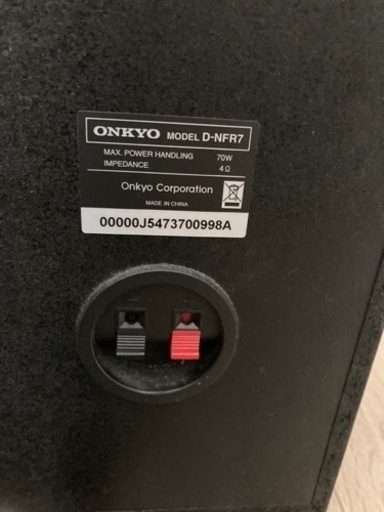 ONKYO MODEL D-NFR7
MAX. POWER HANDLING 70W
IMPEDANCE 4Ω
Onkyo Corporation
MADE IN CHINA
00000J5473700998A